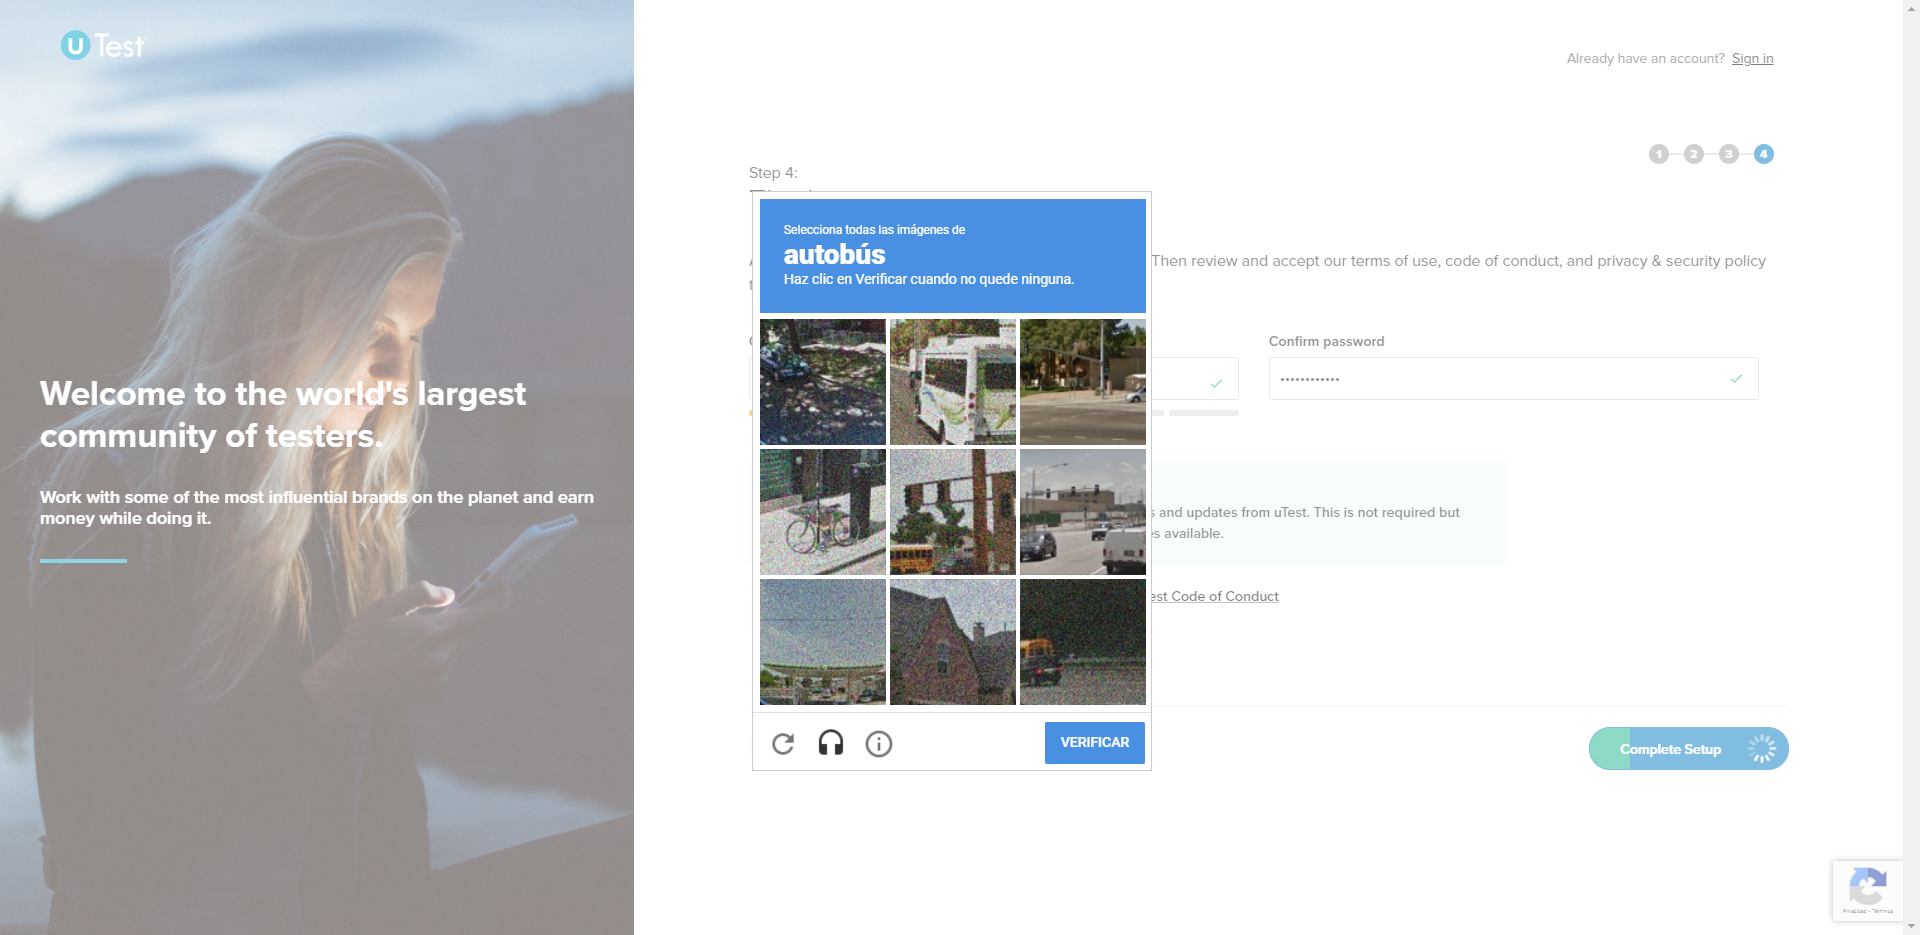 U Test
Already have an account? Sign in
1 2 3 4
Step 4:
Selecciona todas las imágenes de
autobús
Haz clic en Verificar cuando no quede ninguna.
Then review and accept our terms of use, code of conduct, and privacy & security policy
Confirm password
Welcome to the world's largest
community of testers.
Work with some of the most influential brands on the planet and earn
money while doing it.
and updates from uTest. This is not required but
available.
Code of Conduct
VERIFICAR
Complete Setup
Privacidad - Términos